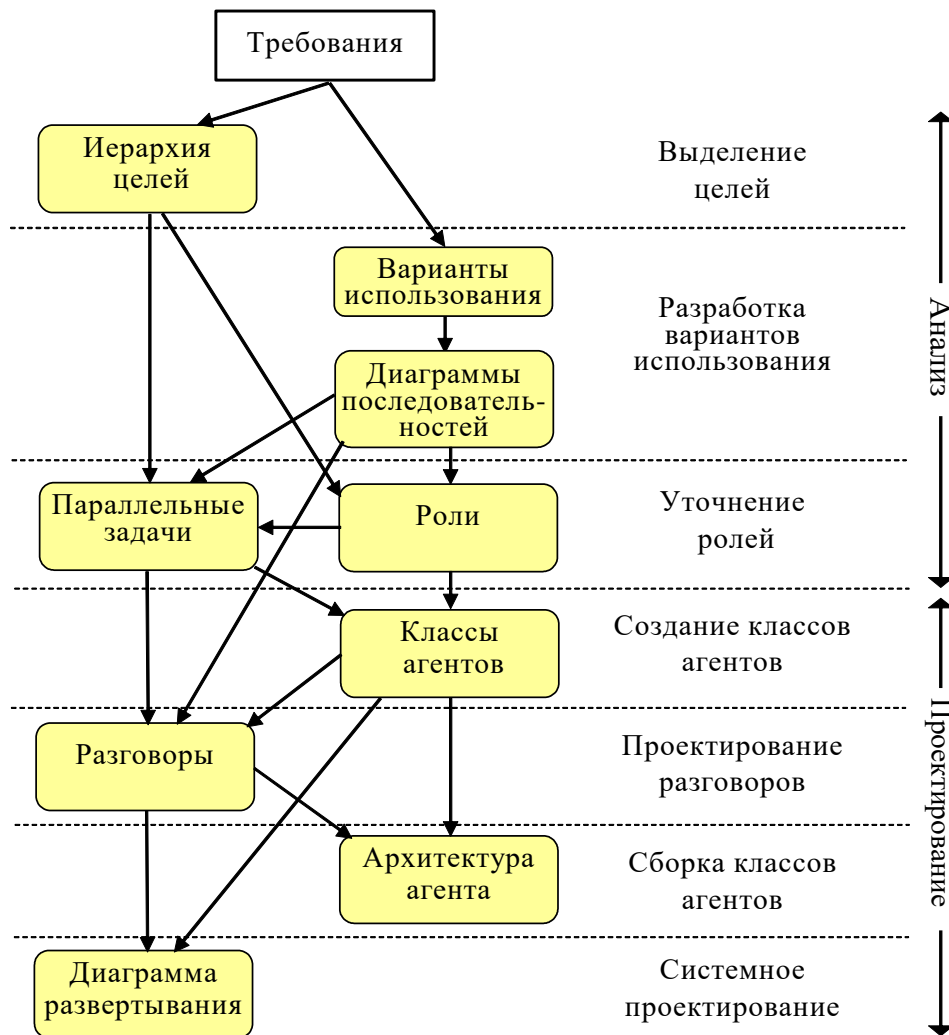 Требования
Иерархия
целей
Выделение
целей
Варианты
использования
Разработка
вариантов
использования
Диаграммы
последователь-
ностей
Анализ
Параллельные
задачи
Роли
Уточнение
ролей
Классы
агентов
Создание классов
агентов
Разговоры
Проектирование
разговоров
Проектирование
Архитектура
агента
Сборка классов
агентов
Диаграмма
развертывания
Системное
проектирование